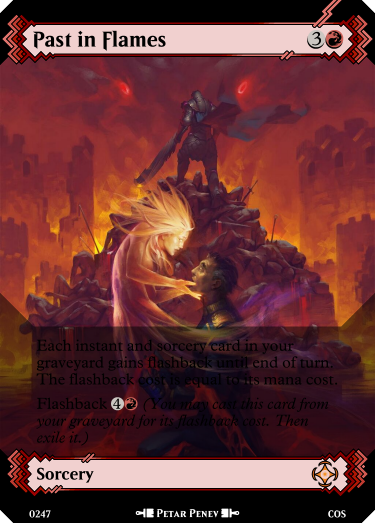 Past in Flames 3
Each instant and sorcery card in your
graveyard gains flashback until end of turn.
The flashback cost is equal to its mana cost.
Flashback 4 (You may cast this card from
your graveyard for its flashback cost. Then
exile it.)
Sorcery
0247 Petar Penev COS